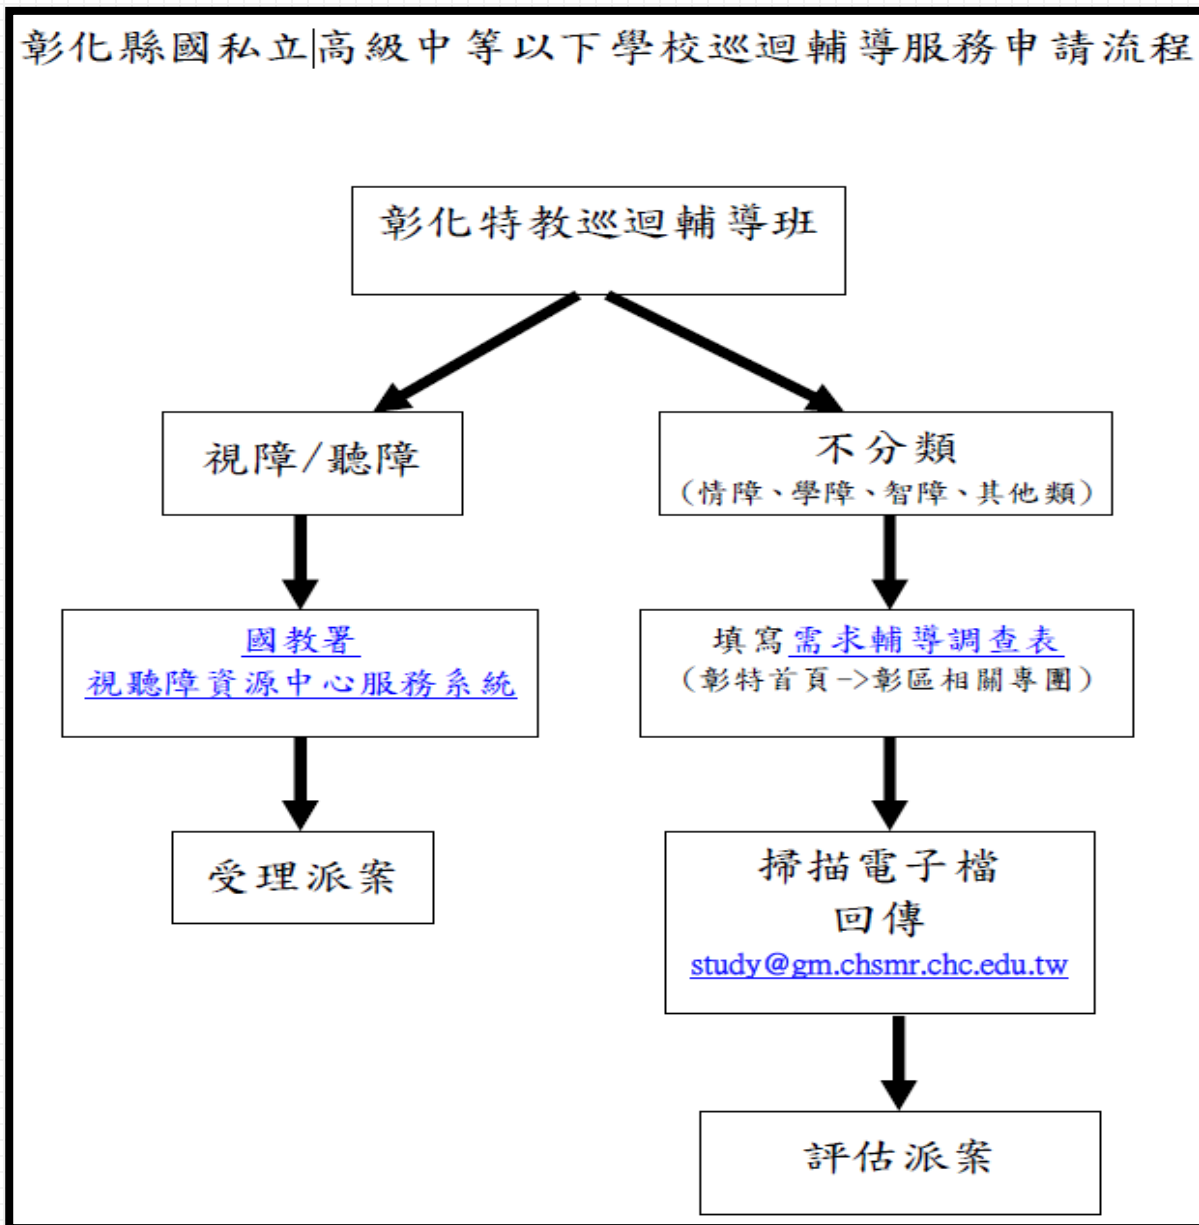 彰化縣國私立高級中等以下學校巡迴輔導服務申請流程
彰化特教巡迴輔導班
視障/聽障
不分類
（情障、學障、智障、其他類）
國教署
視聽障資源中心服務系統
填寫需求輔導調查表
（彰特首頁->彰區相關專團）
受理派案
掃描電子檔
回傳
study@gm.chsmr.chc.edu.tw
評估派案